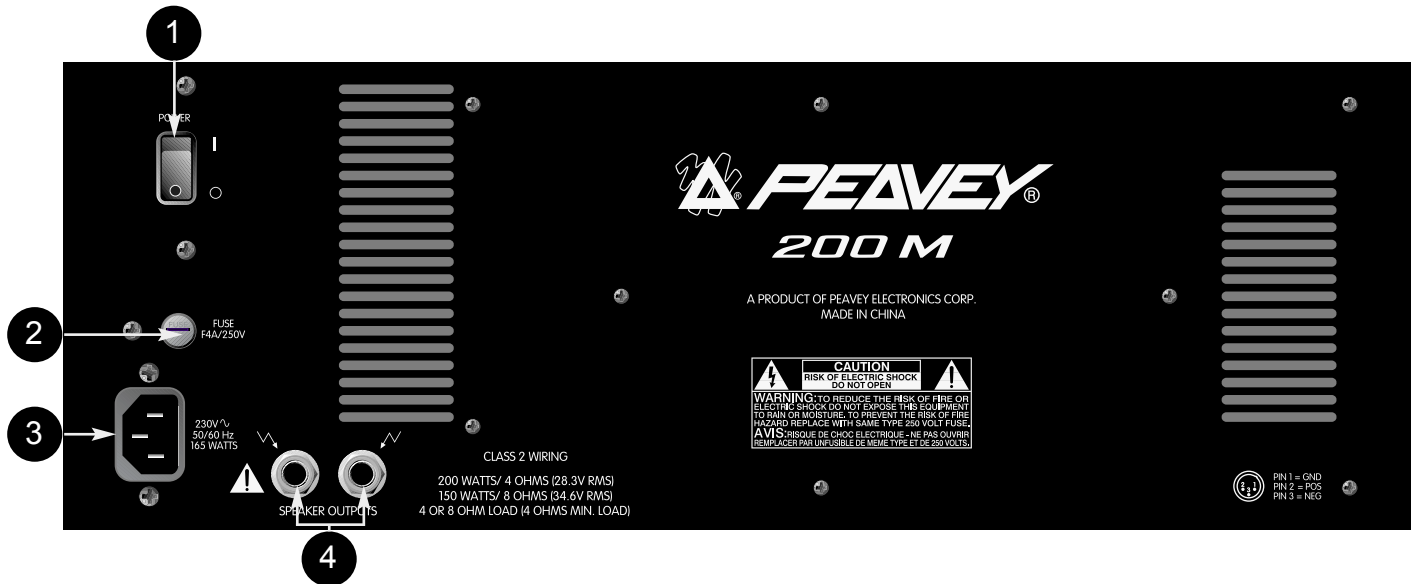 1
POWER
PEAVEY®
®
200 M
2
FUSE
F4A/250V
A PRODUCT OF PEAVEY ELECTRONICS CORP.
MADE IN CHINA
CAUTION
RISK OF ELECTRIC SHOCK
DO NOT OPEN
WARNING: TO REDUCE THE RISK OF FIRE OR
ELECTRIC SHOCK DO NOT EXPOSE THIS EQUIPMENT
TO RAIN OR MOISTURE. TO PREVENT THE RISK OF FIRE
HAZARD REPLACE WITH SAME TYPE 250 VOLT FUSE.
AVIS: RISQUE DE CHOC ELECTRIQUE - NE PAS OUVRIR
REMPLACER PAR UNFUSIBLE DE MEME TYPE ET DE 250 VOLTS.
3
230V∿
50/60 Hz
165 WATTS
CLASS 2 WIRING
200 WATTS/ 4 OHMS (28.3V RMS)
150 WATTS/ 8 OHMS (34.6V RMS)
4 OR 8 OHM LOAD (4 OHMS MIN. LOAD)
SPEAKER OUTPUTS
4
PIN 1 = GND
PIN 2 = POS
PIN 3 = NEG